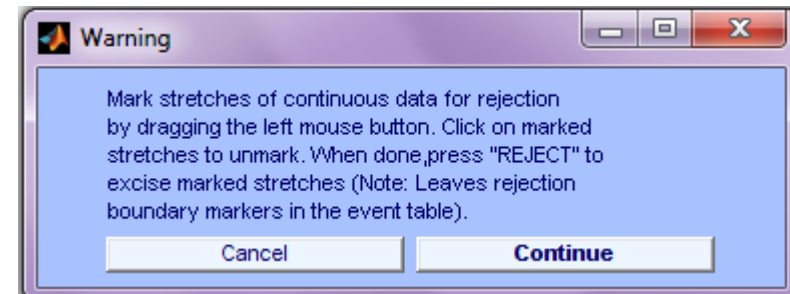 Warning
Mark stretches of continuous data for rejection
by dragging the left mouse button. Click on marked
stretches to unmark. When done,press "REJECT" to
excise marked stretches (Note: Leaves rejection
boundary markers in the event table).
Cancel
Continue